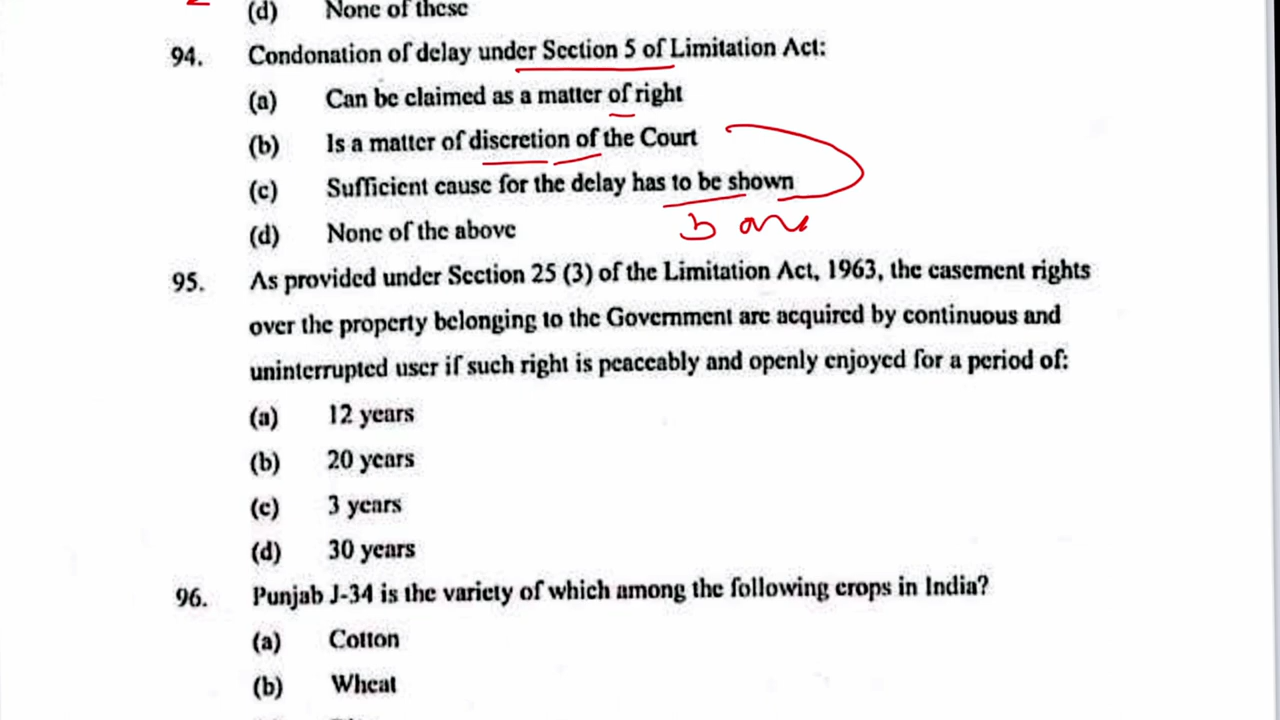 (d) None of these
94. Condonation of delay under Section 5 of Limitation Act:
(a) Can be claimed as a matter of right
(b) Is a matter of discretion of the Court
(c) Sufficient cause for the delay has to be shown
b
(d) None of the above
95. As provided under Section 25 (3) of the Limitation Act, 1963, the easement rights
over the property belonging to the Government are acquired by continuous and
uninterrupted user if such right is peaceably and openly enjoyed for a period of:
(a) 12 years
(b) 20 years
(c) 3 years
(d) 30 years
96. Punjab J-34 is the variety of which among the following crops in India?
(a) Cotton
(b) Wheat